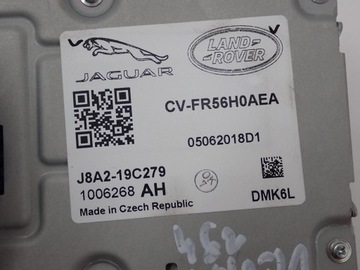 JAGUAR
LAND
ROVER
CV-FR56H0AEA
05062018D1
J8A2-19C279
1006268 AH
Made in Czech Republic
DMK6L